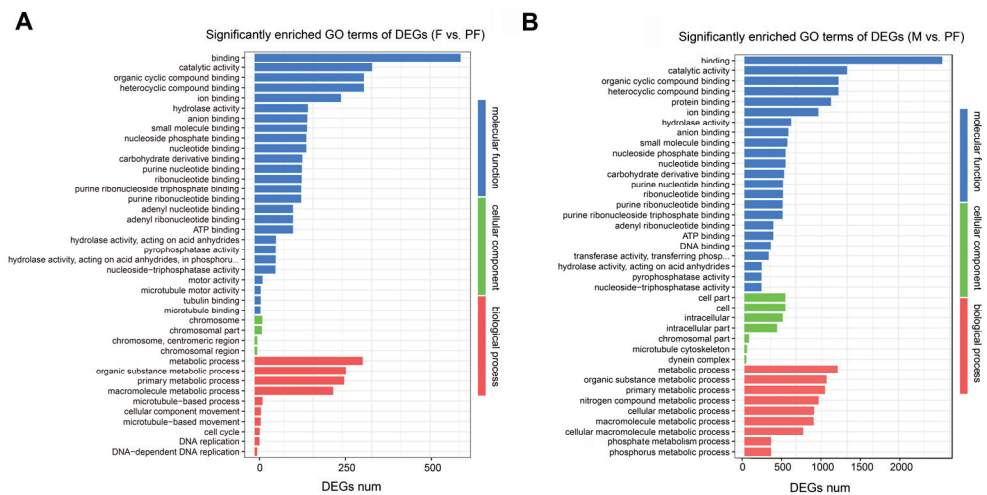 A
Significantly enriched GO terms of DEGs (F vs. PF)
binding
catalytic activity
organic cyclic compound binding
heterocyclic compound binding
ion binding
hydrolase activity
anion binding
small molecule binding
nucleoside phosphate binding
nucleotide binding
carbohydrate derivative binding
purine nucleotide binding
ribonucleotide binding
purine ribonucleoside triphosphate binding
purine ribonucleotide binding
adenyl nucleotide binding
adenyl ribonucleotide binding
ATP binding
hydrolase activity, acting on acid anhydrides
pyrophosphatase activity
hydrolase activity, acting on acid anhydrides, in phosphoru...
nucleoside-triphosphatase activity
motor activity
microtubule motor activity
tubulin binding
microtubule binding
chromosome
chromosomal part
chromosome, centromeric region
chromosomal region
metabolic process
organic substance metabolic process
primary metabolic process
macromolecule metabolic process
microtubule-based process
cellular component movement
microtubule-based movement
cell cycle
DNA replication
DNA-dependent DNA replication
molecular function
cellular component
biological process
0 250 500
DEGs num
B
Significantly enriched GO terms of DEGs (M vs. PF)
binding
catalytic activity
organic cyclic compound binding
heterocyclic compound binding
protein binding
ion binding
hydrolase activity
anion binding
small molecule binding
nucleoside phosphate binding
nucleotide binding
carbohydrate derivative binding
purine nucleotide binding
ribonucleotide binding
purine ribonucleotide binding
purine ribonucleoside triphosphate binding
adenyl ribonucleotide binding
ATP binding
DNA binding
transferase activity, transferring phosp...
hydrolase activity, acting on acid anhydrides
pyrophosphatase activity
nucleoside-triphosphatase activity
cell part
cell
intracellular
intracellular part
chromosomal part
microtubule cytoskeleton
dynein complex
metabolic process
organic substance metabolic process
primary metabolic process
nitrogen compound metabolic process
cellular metabolic process
macromolecule metabolic process
cellular macromolecule metabolic process
phosphate metabolism process
phosphorus metabolic process
molecular function
cellular component
biological process
0 500 1000 1500 2000
DEGs num